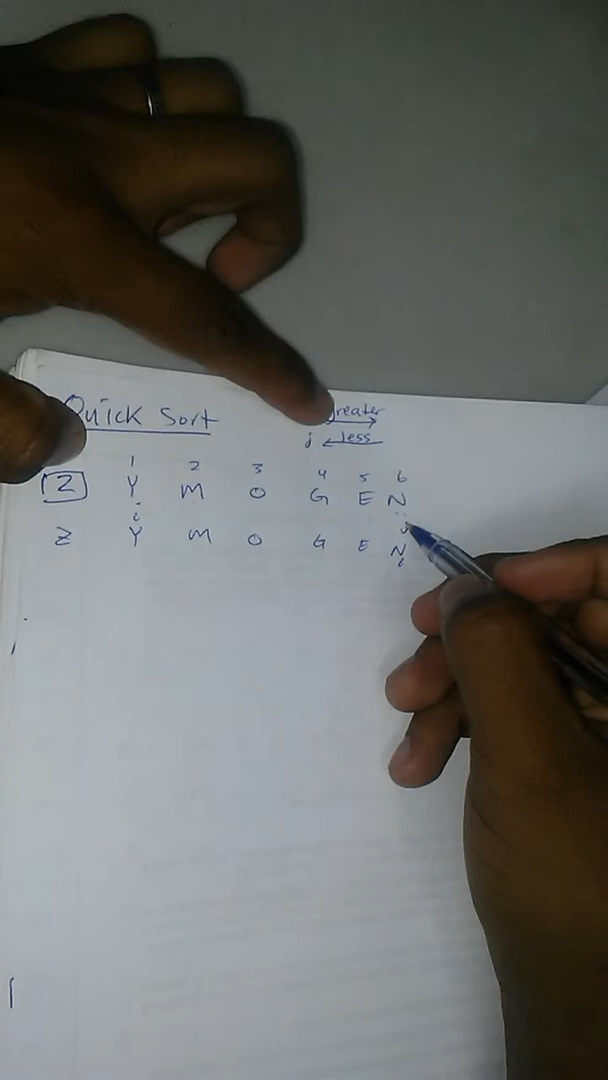 Quick Sort
greater
j less
1 2 3 4 5 6
Z Y M O G E N
i j
Z Y M O G E N
i